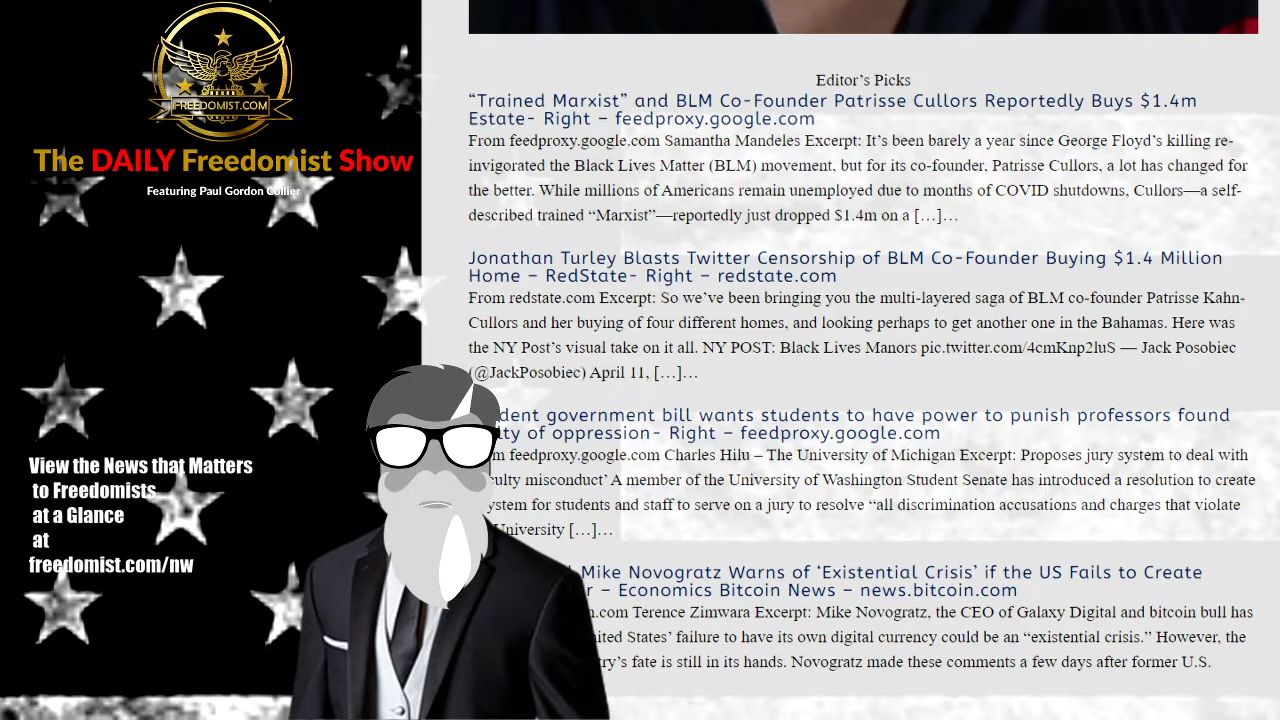 FREEDOMIST.COM
The DAILY Freedomist Show
Featuring Paul Gordon Collier
View the News that Matters
to Freedomists
at a Glance
at
freedomist.com/nw
Editor's Picks
“Trained Marxist” and BLM Co-Founder Patrisse Cullors Reportedly Buys $1.4m
Estate- Right – feedproxy.google.com
From feedproxy.google.com Samantha Mandeles Excerpt: It's been barely a year since George Floyd's killing re-
invigorated the Black Lives Matter (BLM) movement, but for its co-founder, Patrisse Cullors, a lot has changed for
the better. While millions of Americans remain unemployed due to months of COVID shutdowns, Cullors—a self-
described trained “Marxist”—reportedly just dropped $1.4m on a […]…
Jonathan Turley Blasts Twitter Censorship of BLM Co-Founder Buying $1.4 Million
Home – RedState- Right – redstate.com
From redstate.com Excerpt: So we've been bringing you the multi-layered saga of BLM co-founder Patrisse Kahn-
Cullors and her buying of four different homes, and looking perhaps to get another one in the Bahamas. Here was
the NY Post's visual take on it all. NY POST: Black Lives Manors pic.twitter.com/4cmKnp2luS — Jack Posobiec
(@JackPosobiec) April 11, […]…
dent government bill wants students to have power to punish professors found
lty of oppression- Right – feedproxy.google.com
m feedproxy.google.com Charles Hilu – The University of Michigan Excerpt: Proposes jury system to deal with
culty misconduct' A member of the University of Washington Student Senate has introduced a resolution to create
ystem for students and staff to serve on a jury to resolve “all discrimination accusations and charges that violate
University […]…
Mike Novogratz Warns of ‘Existential Crisis’ if the US Fails to Create
r – Economics Bitcoin News – news.bitcoin.com
n.com Terence Zimwara Excerpt: Mike Novogratz, the CEO of Galaxy Digital and bitcoin bull has
nited States' failure to have its own digital currency could be an “existential crisis.” However, the
ry's fate is still in its hands. Novogratz made these comments a few days after former U.S.